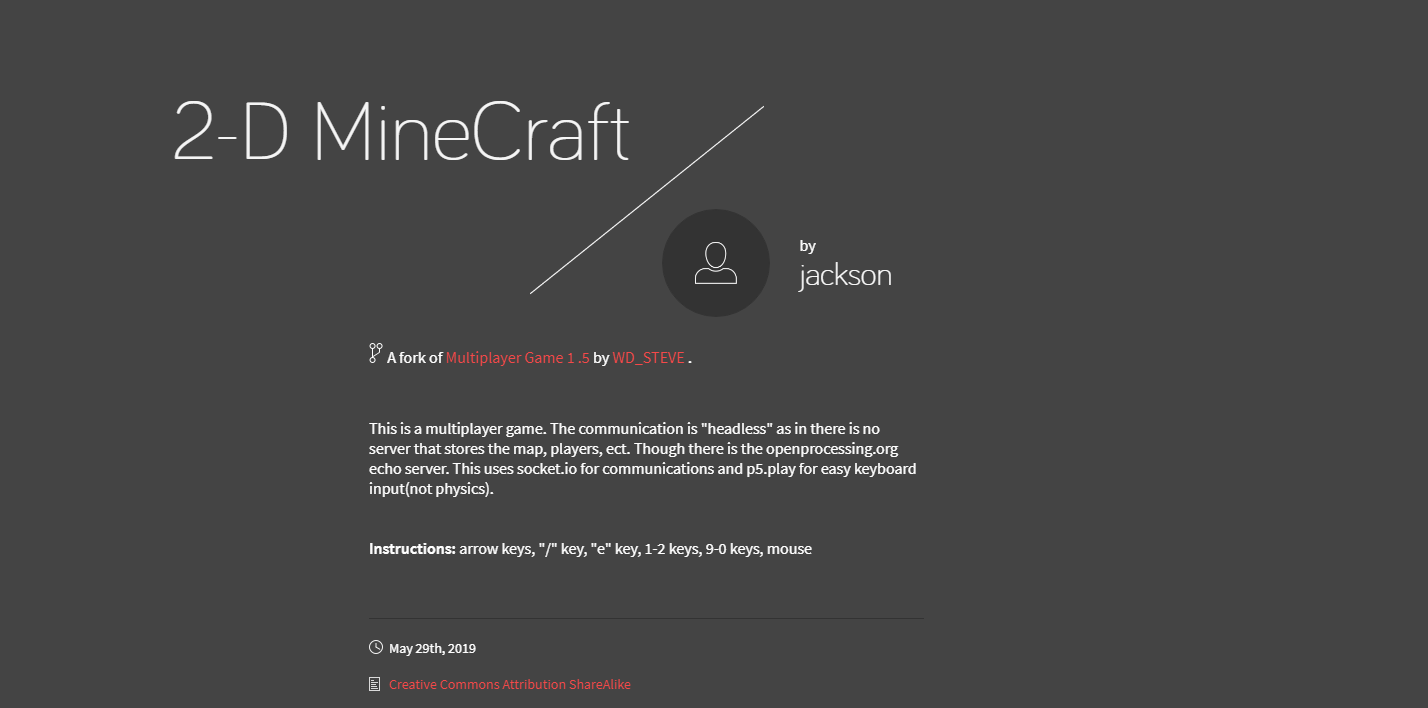 2-D MineCraft
by
jackson
A fork of Multiplayer Game 1 .5 by WD_STEVE .
This is a multiplayer game. The communication is "headless" as in there is no
server that stores the map, players, ect. Though there is the openprocessing.org
echo server. This uses socket.io for communications and p5.play for easy keyboard
input(not physics).
Instructions: arrow keys, "/" key, "e" key, 1-2 keys, 9-0 keys, mouse
May 29th, 2019
Creative Commons Attribution ShareAlike